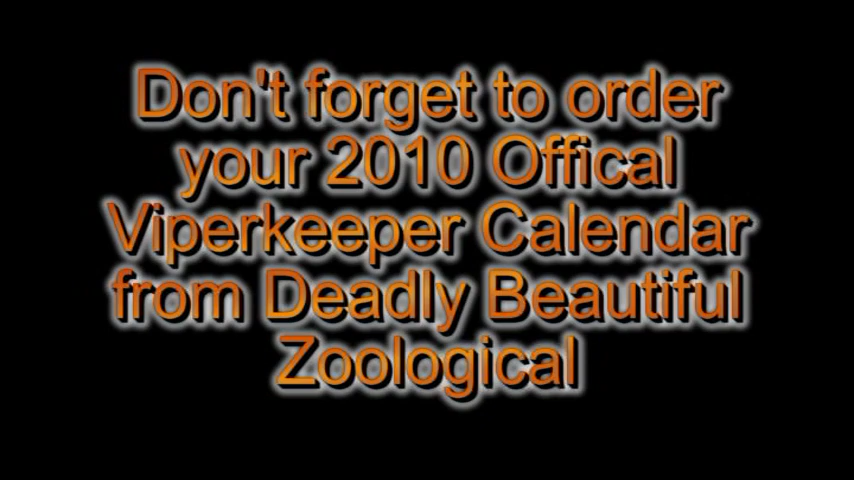 Don't forget to order
your 2010 Offical
Viperkeeper Calendar
from Deadly Beautiful
Zoological